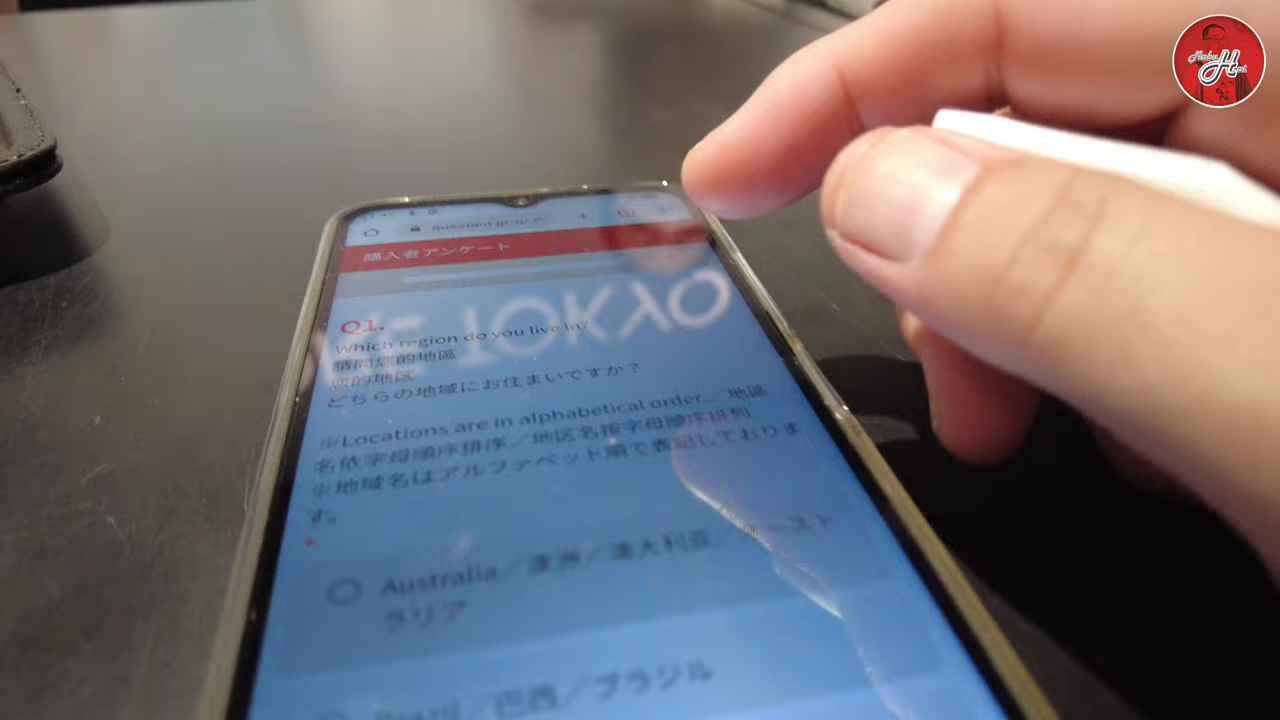 購入者アンケート
Q1.
Which region do you live in?
請問您的地區
您的地区
どちらの地域にお住まいですか？
※Locations are in alphabetical order.／地區
名依字母順序排序／地区名按字母順序排列
※地域名はアルファベット順で表記しておりま
す。
*
Australia／澳洲／澳大利亚／オースト
ラリア
Brazil／巴西／ブラジル
TOKYO
H